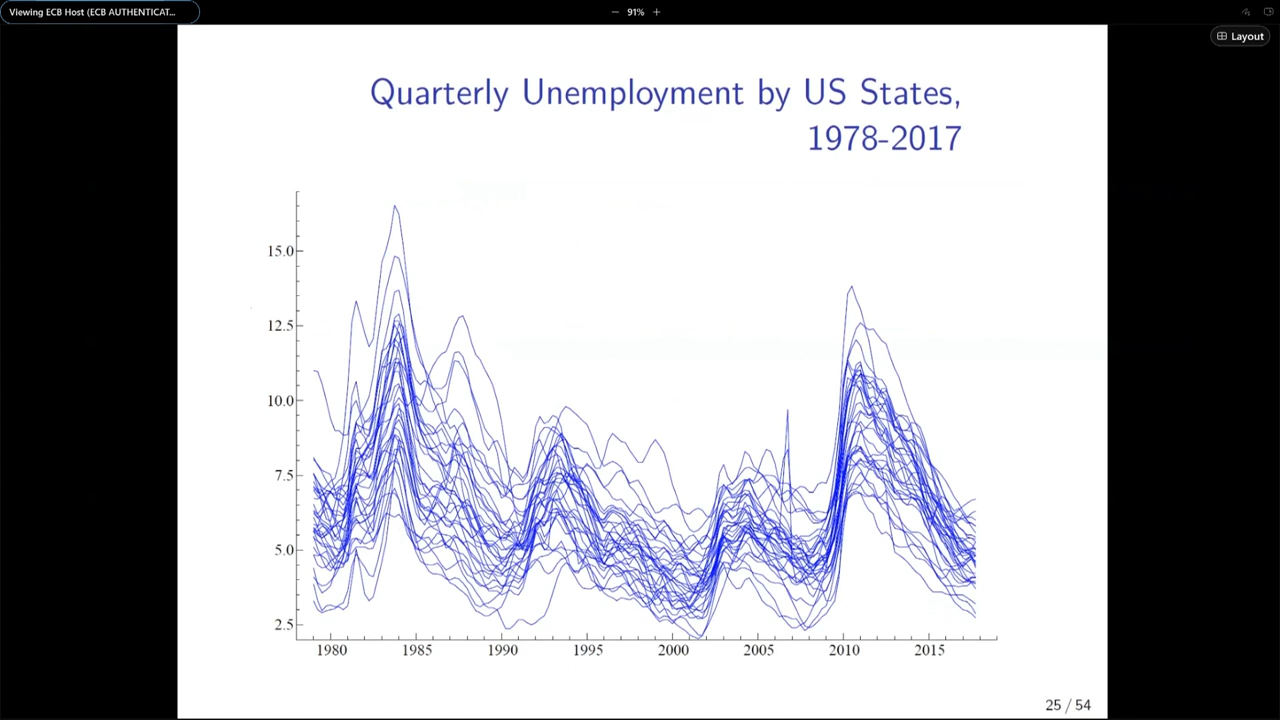 Viewing ECB Host (ECB AUTHENTICAT...
− 91% +
Layout
Quarterly Unemployment by US States,
1978-2017
15.0
12.5
10.0
7.5
5.0
2.5
1980 1985 1990 1995 2000 2005 2010 2015
25 / 54